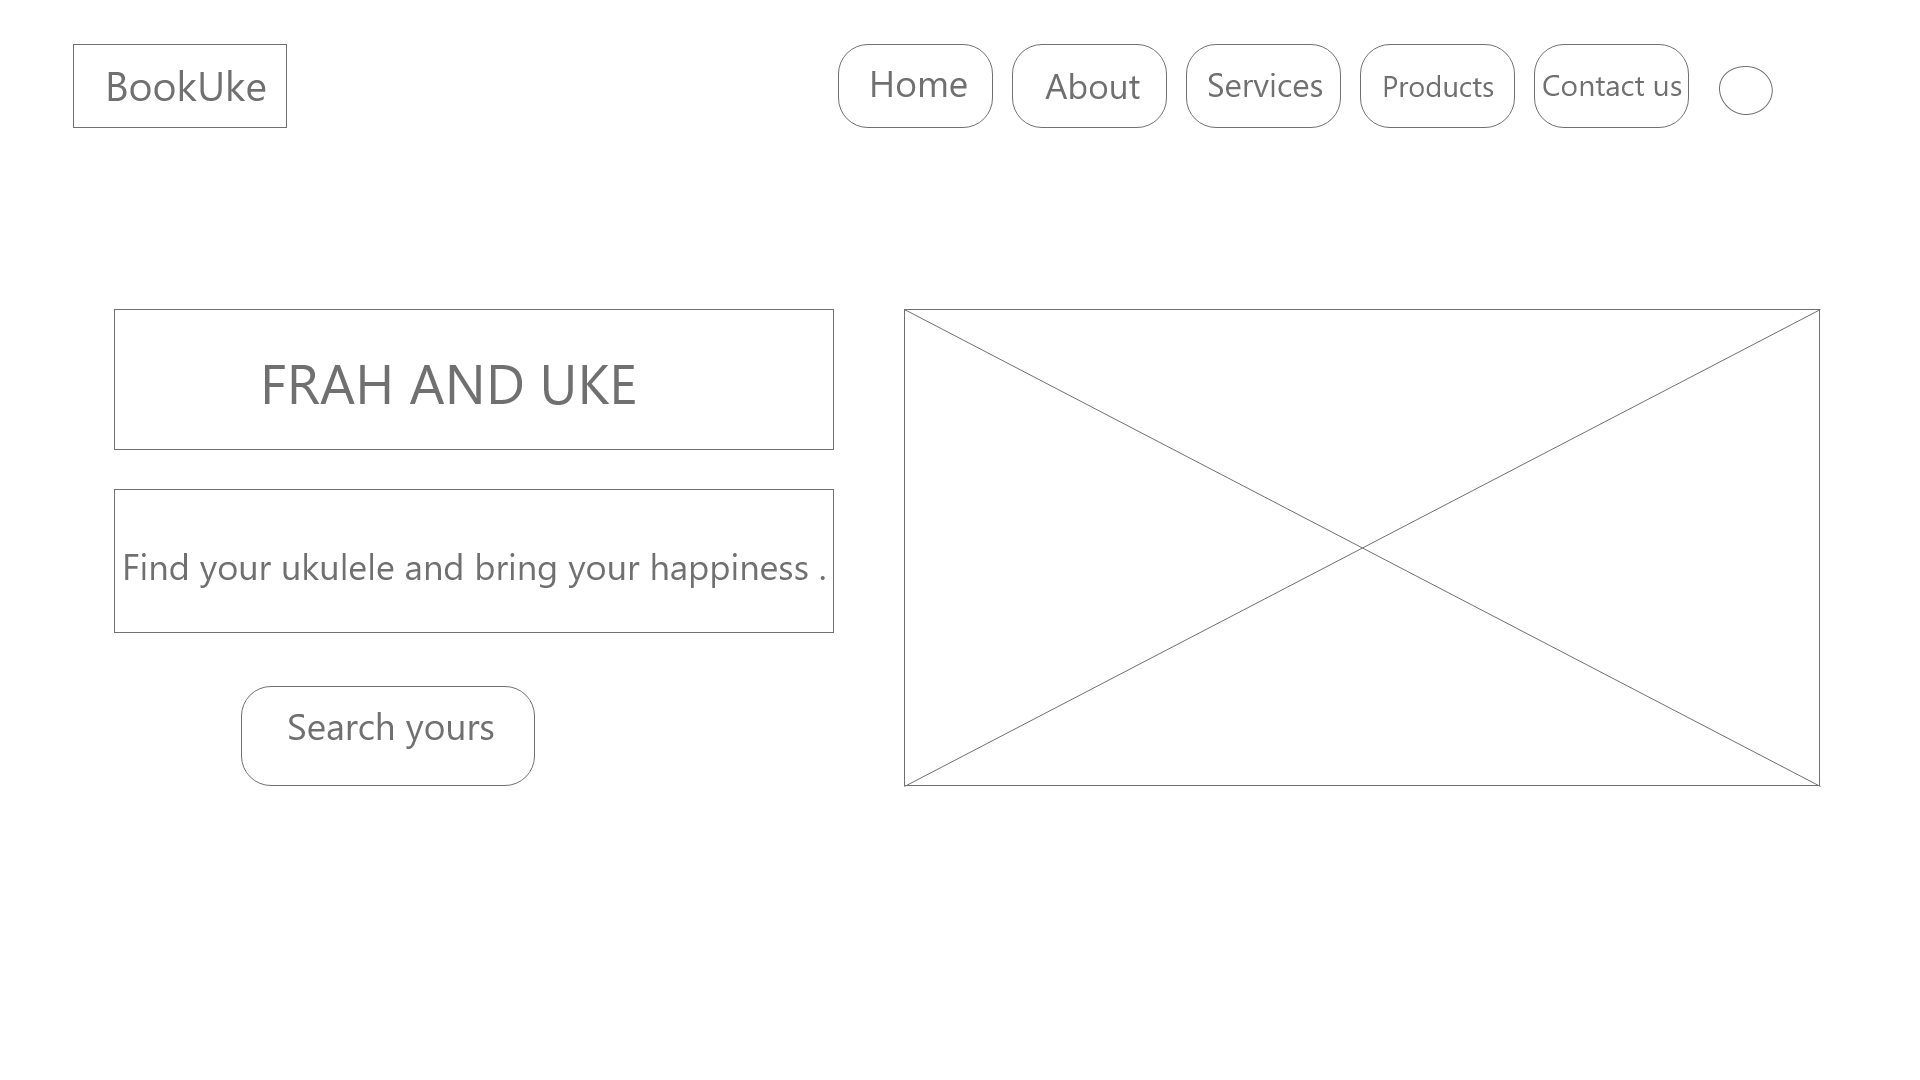 BookUke
Home
About
Services
Products
Contact us
FRAH AND UKE
Find your ukulele and bring your happiness .
Search yours